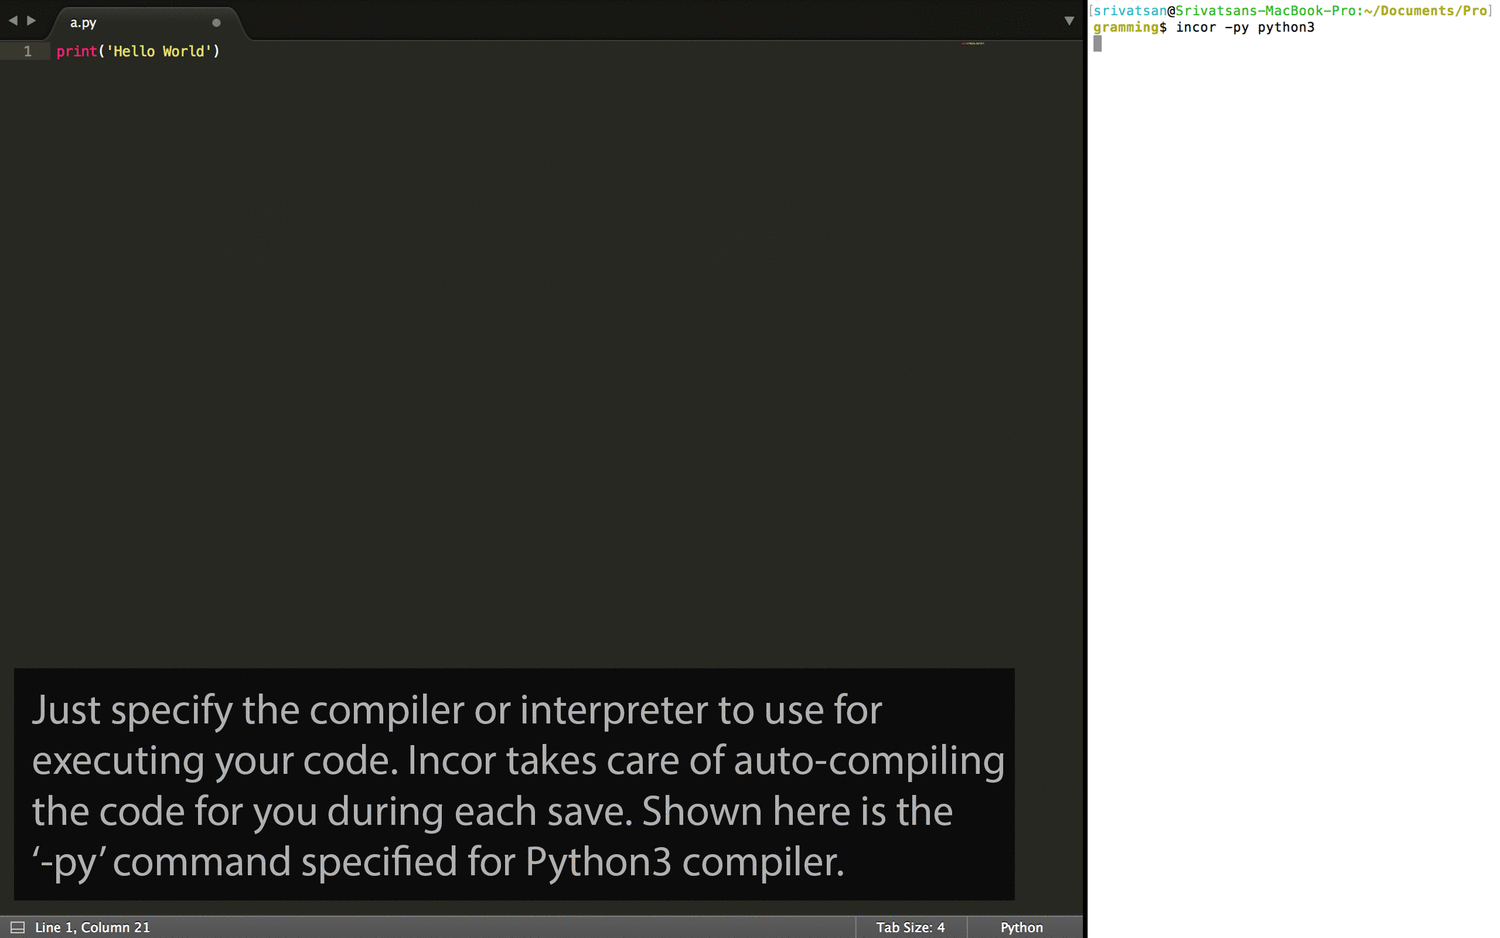 a.py
1 print('Hello World')
[srivatsan@Srivatsans-MacBook-Pro:~/Documents/Pro]
gramming$ incor -py python3
Just specify the compiler or interpreter to use for
executing your code. Incor takes care of auto-compiling
the code for you during each save. Shown here is the
‘-py’ command specified for Python3 compiler.
Line 1, Column 21
Tab Size: 4
Python